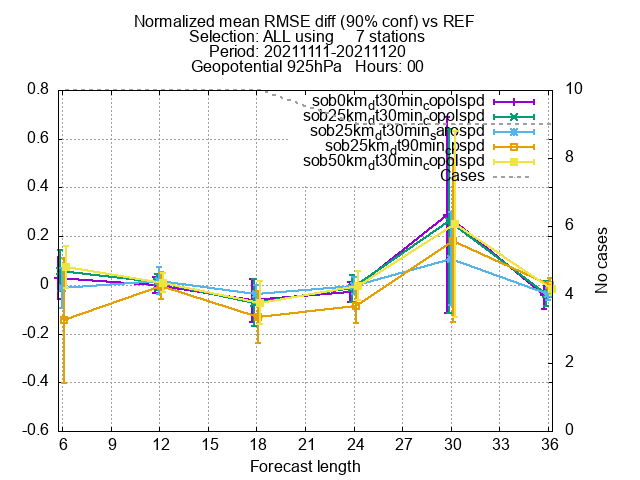 Normalized mean RMSE diff (90% conf) vs REF
Selection: ALL using 7 stations
Period: 20211111-20211120
Geopotential 925hPa Hours: 00
sob0km_dt30min_copolspd
sob25km_dt30min_copolspd
sob25km_dt30min_sarcspd
sob25km_dt90min_cpspd
sob50km_dt30min_copolspd
Cases
0.8
0.6
0.4
0.2
0
-0.2
-0.4
-0.6
10
8
6
4
2
0
No cases
6 9 12 15 18 21 24 27 30 33 36
Forecast length